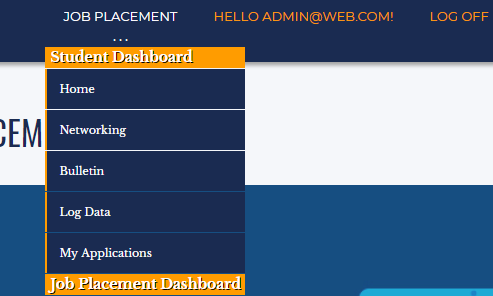 JOB PLACEMENT HELLO ADMIN@WEB.COM! LOG OFF
...
Student Dashboard
Home
Networking
Bulletin
Log Data
My Applications
Job Placement Dashboard